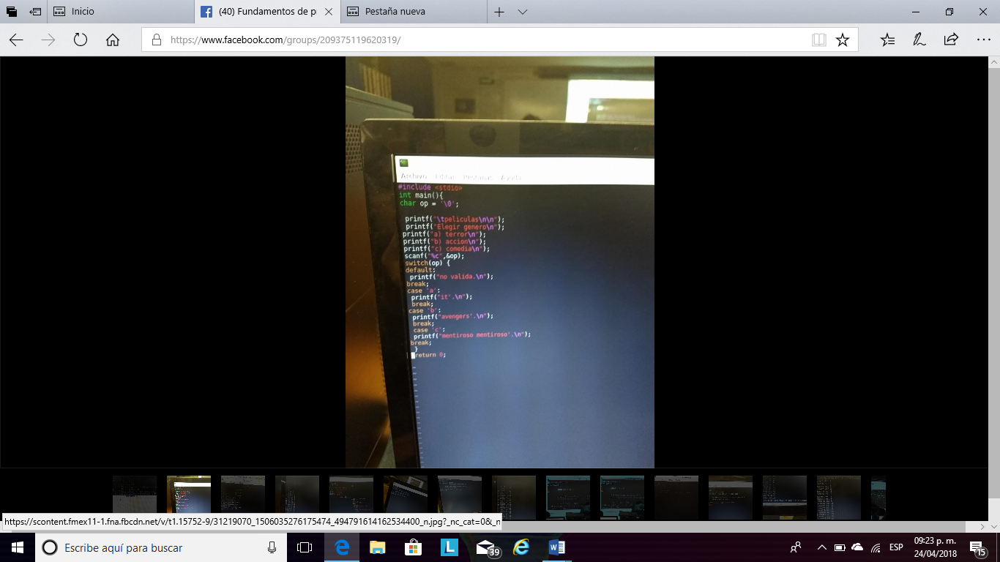 Inicio
(40) Fundamentos de p
Pestaña nueva
https://www.facebook.com/groups/209375119620319/
Archivo Editar Pestañas Ayuda
#include <stdio>
int main(){
char op = '\0';
printf("\tpeliculas\n\n");
printf("Elegir genero\n");
printf("a) terror\n");
printf("b) accion\n");
printf("c) comedia\n");
scanf("%c",&op);
switch(op) {
default:
printf("no valida.\n");
break;
case 'a':
printf("it'.\n");
break;
case 'b':
printf("avengers'.\n");
break;
case 'c':
printf("mentiroso mentiroso'.\n");
break;
}
return 0;
https://scontent.fmex11-1.fna.fbcdn.net/v/t1.15752-9/31219070_1506035276173474_494791614162534400_n.jpg?_nc_cat=0&_n
Escribe aquí para buscar
39
ESP
09:23 p. m.
24/04/2018
15